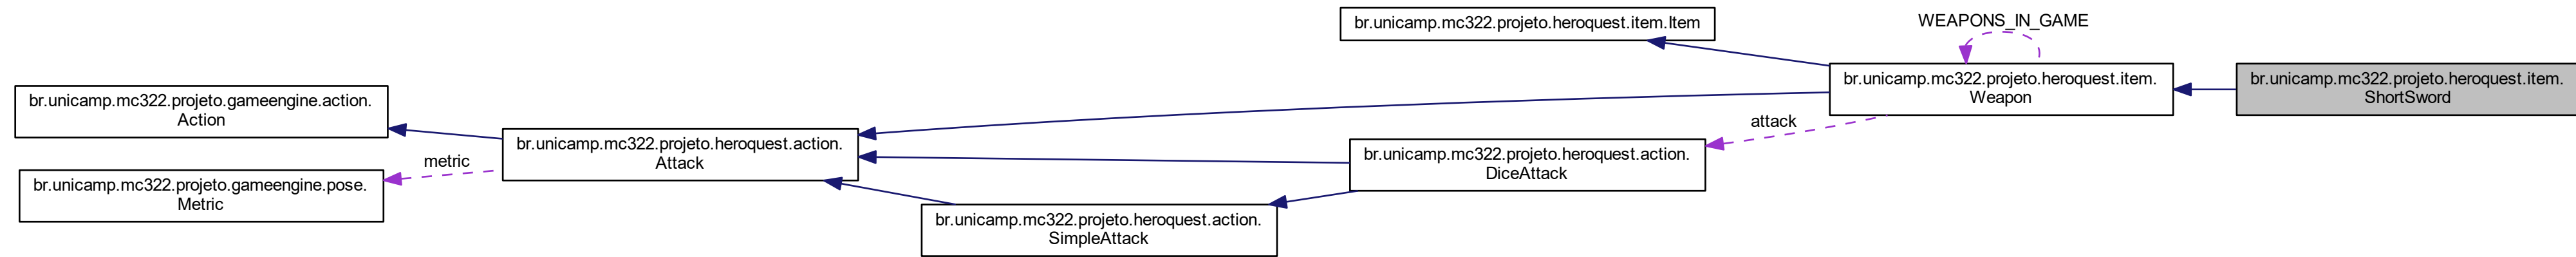 br.unicamp.mc322.projeto.heroquest.item.Item
WEAPONS_IN_GAME
br.unicamp.mc322.projeto.heroquest.item.
Weapon
br.unicamp.mc322.projeto.heroquest.item.
ShortSword
br.unicamp.mc322.projeto.gameengine.action.
Action
attack
br.unicamp.mc322.projeto.heroquest.action.
Attack
metric
br.unicamp.mc322.projeto.heroquest.action.
DiceAttack
br.unicamp.mc322.projeto.gameengine.pose.
Metric
br.unicamp.mc322.projeto.heroquest.action.
SimpleAttack